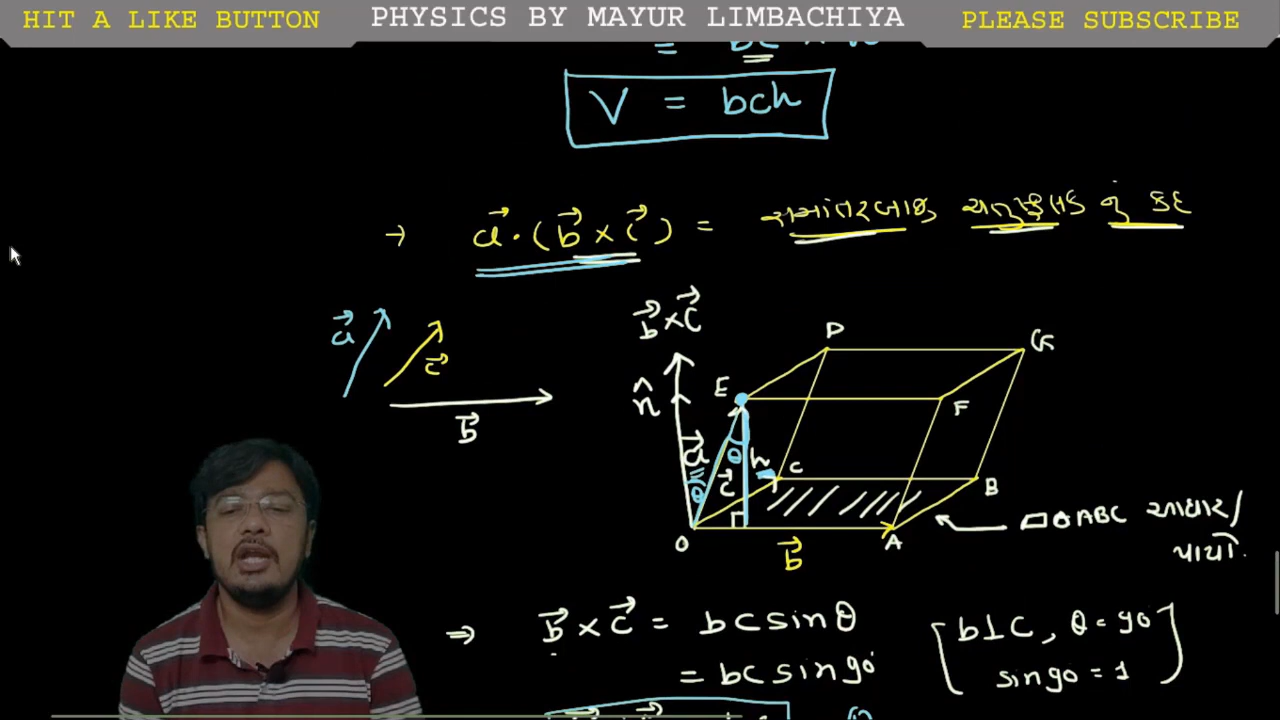 HIT A LIKE BUTTON
PHYSICS BY MAYUR LIMBACHIYA
PLEASE SUBSCRIBE
V = bch
→ a⃗ · ( b⃗ × c⃗ ) = સમાંતરબાજુ ચતુષ્ફલક નું કદ
a⃗
c⃗
b⃗
b⃗ × c⃗
n̂
D
G
E
F
a⃗
θ
θ
h
c⃗
C
B
O
A
b⃗
▱OABC આધાર/
પાયો.
⇒ b⃗ × c⃗ = bc sinθ
= bc sin90°
[ b⊥c, θ = 90°
sin90 = 1 ]